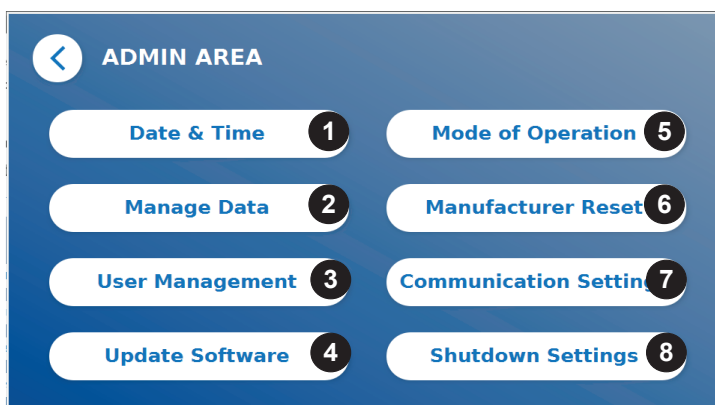 ADMIN AREA
Date & Time 1
Manage Data 2
User Management 3
Update Software 4
Mode of Operation 5
Manufacturer Reset 6
Communication Setting 7
Shutdown Settings 8